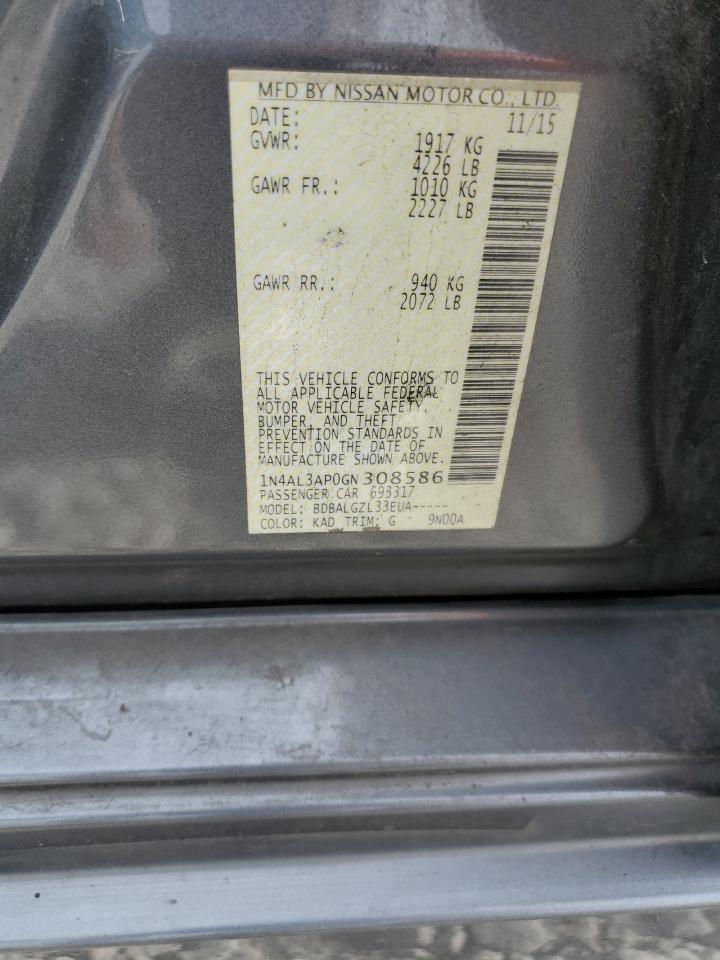 MFD BY NISSAN MOTOR CO., LTD.
DATE: 11/15
GVWR: 1917 KG
4226 LB
GAWR FR.: 1010 KG
2227 LB
GAWR RR.: 940 KG
2072 LB
THIS VEHICLE CONFORMS TO
ALL APPLICABLE FEDERAL
MOTOR VEHICLE SAFETY,
BUMPER, AND THEFT
PREVENTION STANDARDS IN
EFFECT ON THE DATE OF
MANUFACTURE SHOWN ABOVE.
1N4AL3AP0GN308586
PASSENGER CAR 693317
MODEL: BDBALGZL33EUA-----
COLOR: KAD TRIM: G 9N00A